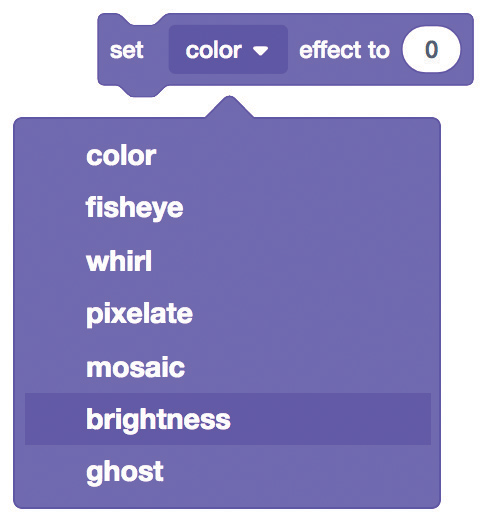 set color effect to 0
color
fisheye
whirl
pixelate
mosaic
brightness
ghost